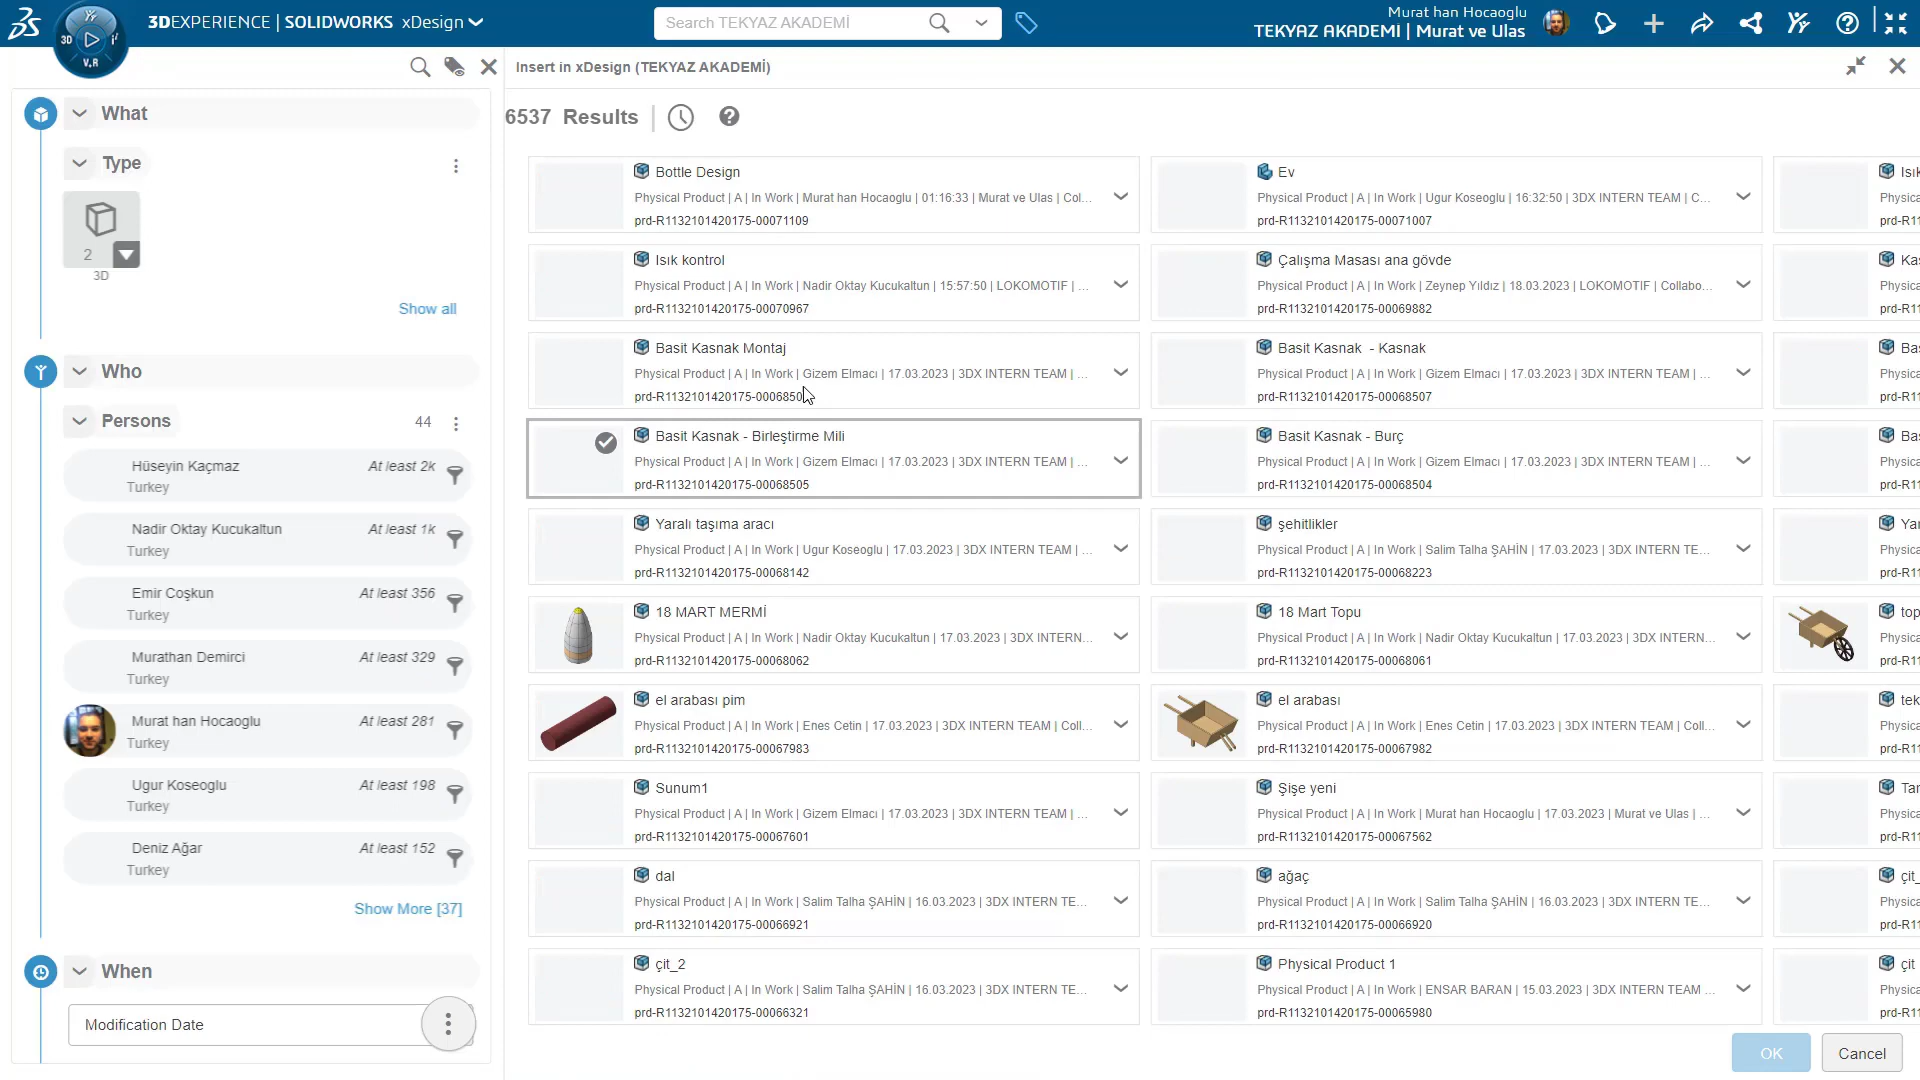 3DEXPERIENCE | SOLIDWORKS xDesign
3D
V.R
Search TEKYAZ AKADEMİ
Murat han Hocaoglu
TEKYAZ AKADEMİ | Murat ve Ulas
Insert in xDesign (TEKYAZ AKADEMİ)
6537 Results
What
Type
2
3D
Show all
Who
Persons 44
Hüseyin Kaçmaz At least 2k
Turkey
Nadir Oktay Kucukaltun At least 1k
Turkey
Emir Coşkun At least 356
Turkey
Murathan Demirci At least 329
Turkey
Murat han Hocaoglu At least 281
Turkey
Ugur Koseoglu At least 198
Turkey
Deniz Ağar At least 152
Turkey
Show More [37]
When
Modification Date
Bottle Design
Physical Product | A | In Work | Murat han Hocaoglu | 01:16:33 | Murat ve Ulas | Col...
prd-R1132101420175-00071109
Ev
Physical Product | A | In Work | Ugur Koseoglu | 16:32:50 | 3DX INTERN TEAM | C...
prd-R1132101420175-00071007
Isık kontrol
Physical Product | A | In Work | Nadir Oktay Kucukaltun | 15:57:50 | LOKOMOTIF | ...
prd-R1132101420175-00070967
Çalışma Masası ana gövde
Physical Product | A | In Work | Zeynep Yıldız | 18.03.2023 | LOKOMOTIF | Collabo...
prd-R1132101420175-00069882
Basit Kasnak Montaj
Physical Product | A | In Work | Gizem Elmacı | 17.03.2023 | 3DX INTERN TEAM | ...
prd-R1132101420175-0006850
Basit Kasnak - Kasnak
Physical Product | A | In Work | Gizem Elmacı | 17.03.2023 | 3DX INTERN TEAM | ...
prd-R1132101420175-00068507
Basit Kasnak - Birleştirme Mili
Physical Product | A | In Work | Gizem Elmacı | 17.03.2023 | 3DX INTERN TEAM | ...
prd-R1132101420175-00068505
Basit Kasnak - Burç
Physical Product | A | In Work | Gizem Elmacı | 17.03.2023 | 3DX INTERN TEAM | ...
prd-R1132101420175-00068504
Yaralı taşıma aracı
Physical Product | A | In Work | Ugur Koseoglu | 17.03.2023 | 3DX INTERN TEAM | ...
prd-R1132101420175-00068142
şehitlikler
Physical Product | A | In Work | Salim Talha ŞAHİN | 17.03.2023 | 3DX INTERN TE...
prd-R1132101420175-00068223
18 MART MERMİ
Physical Product | A | In Work | Nadir Oktay Kucukaltun | 17.03.2023 | 3DX INTERN...
prd-R1132101420175-00068062
18 Mart Topu
Physical Product | A | In Work | Nadir Oktay Kucukaltun | 17.03.2023 | 3DX INTERN...
prd-R1132101420175-00068061
el arabası pim
Physical Product | A | In Work | Enes Cetin | 17.03.2023 | 3DX INTERN TEAM | Coll...
prd-R1132101420175-00067983
el arabası
Physical Product | A | In Work | Enes Cetin | 17.03.2023 | 3DX INTERN TEAM | Coll...
prd-R1132101420175-00067982
Sunum1
Physical Product | A | In Work | Gizem Elmacı | 17.03.2023 | 3DX INTERN TEAM | ...
prd-R1132101420175-00067601
Şişe yeni
Physical Product | A | In Work | Murat han Hocaoglu | 17.03.2023 | Murat ve Ulas | ...
prd-R1132101420175-00067562
dal
Physical Product | A | In Work | Salim Talha ŞAHİN | 16.03.2023 | 3DX INTERN TE...
prd-R1132101420175-00066921
ağaç
Physical Product | A | In Work | Salim Talha ŞAHİN | 16.03.2023 | 3DX INTERN TE...
prd-R1132101420175-00066920
çit_2
Physical Product | A | In Work | Salim Talha ŞAHİN | 16.03.2023 | 3DX INTERN TE...
prd-R1132101420175-00066321
Physical Product 1
Physical Product | A | In Work | ENSAR BARAN | 15.03.2023 | 3DX INTERN TEAM ...
prd-R1132101420175-00065980
OK
Cancel